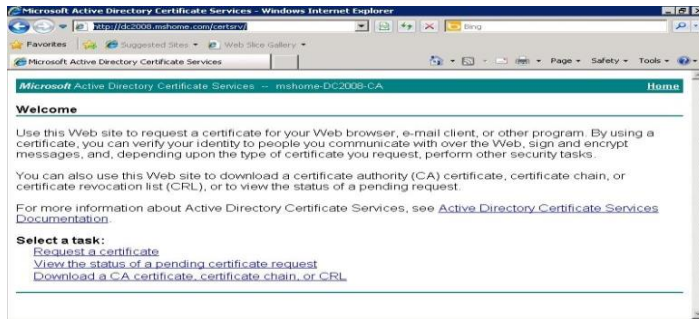 Microsoft Active Directory Certificate Services - Windows Internet Explorer
http://dc2008.mshome.com/certsrv/
Bing
Favorites Suggested Sites Web Slice Gallery
Microsoft Active Directory Certificate Services Page Safety Tools
Microsoft Active Directory Certificate Services -- mshome-DC2008-CA Home
Welcome
Use this Web site to request a certificate for your Web browser, e-mail client, or other program. By using a
certificate, you can verify your identity to people you communicate with over the Web, sign and encrypt
messages, and, depending upon the type of certificate you request, perform other security tasks.
You can also use this Web site to download a certificate authority (CA) certificate, certificate chain, or
certificate revocation list (CRL), or to view the status of a pending request.
For more information about Active Directory Certificate Services, see Active Directory Certificate Services
Documentation.
Select a task:
Request a certificate
View the status of a pending certificate request
Download a CA certificate, certificate chain, or CRL